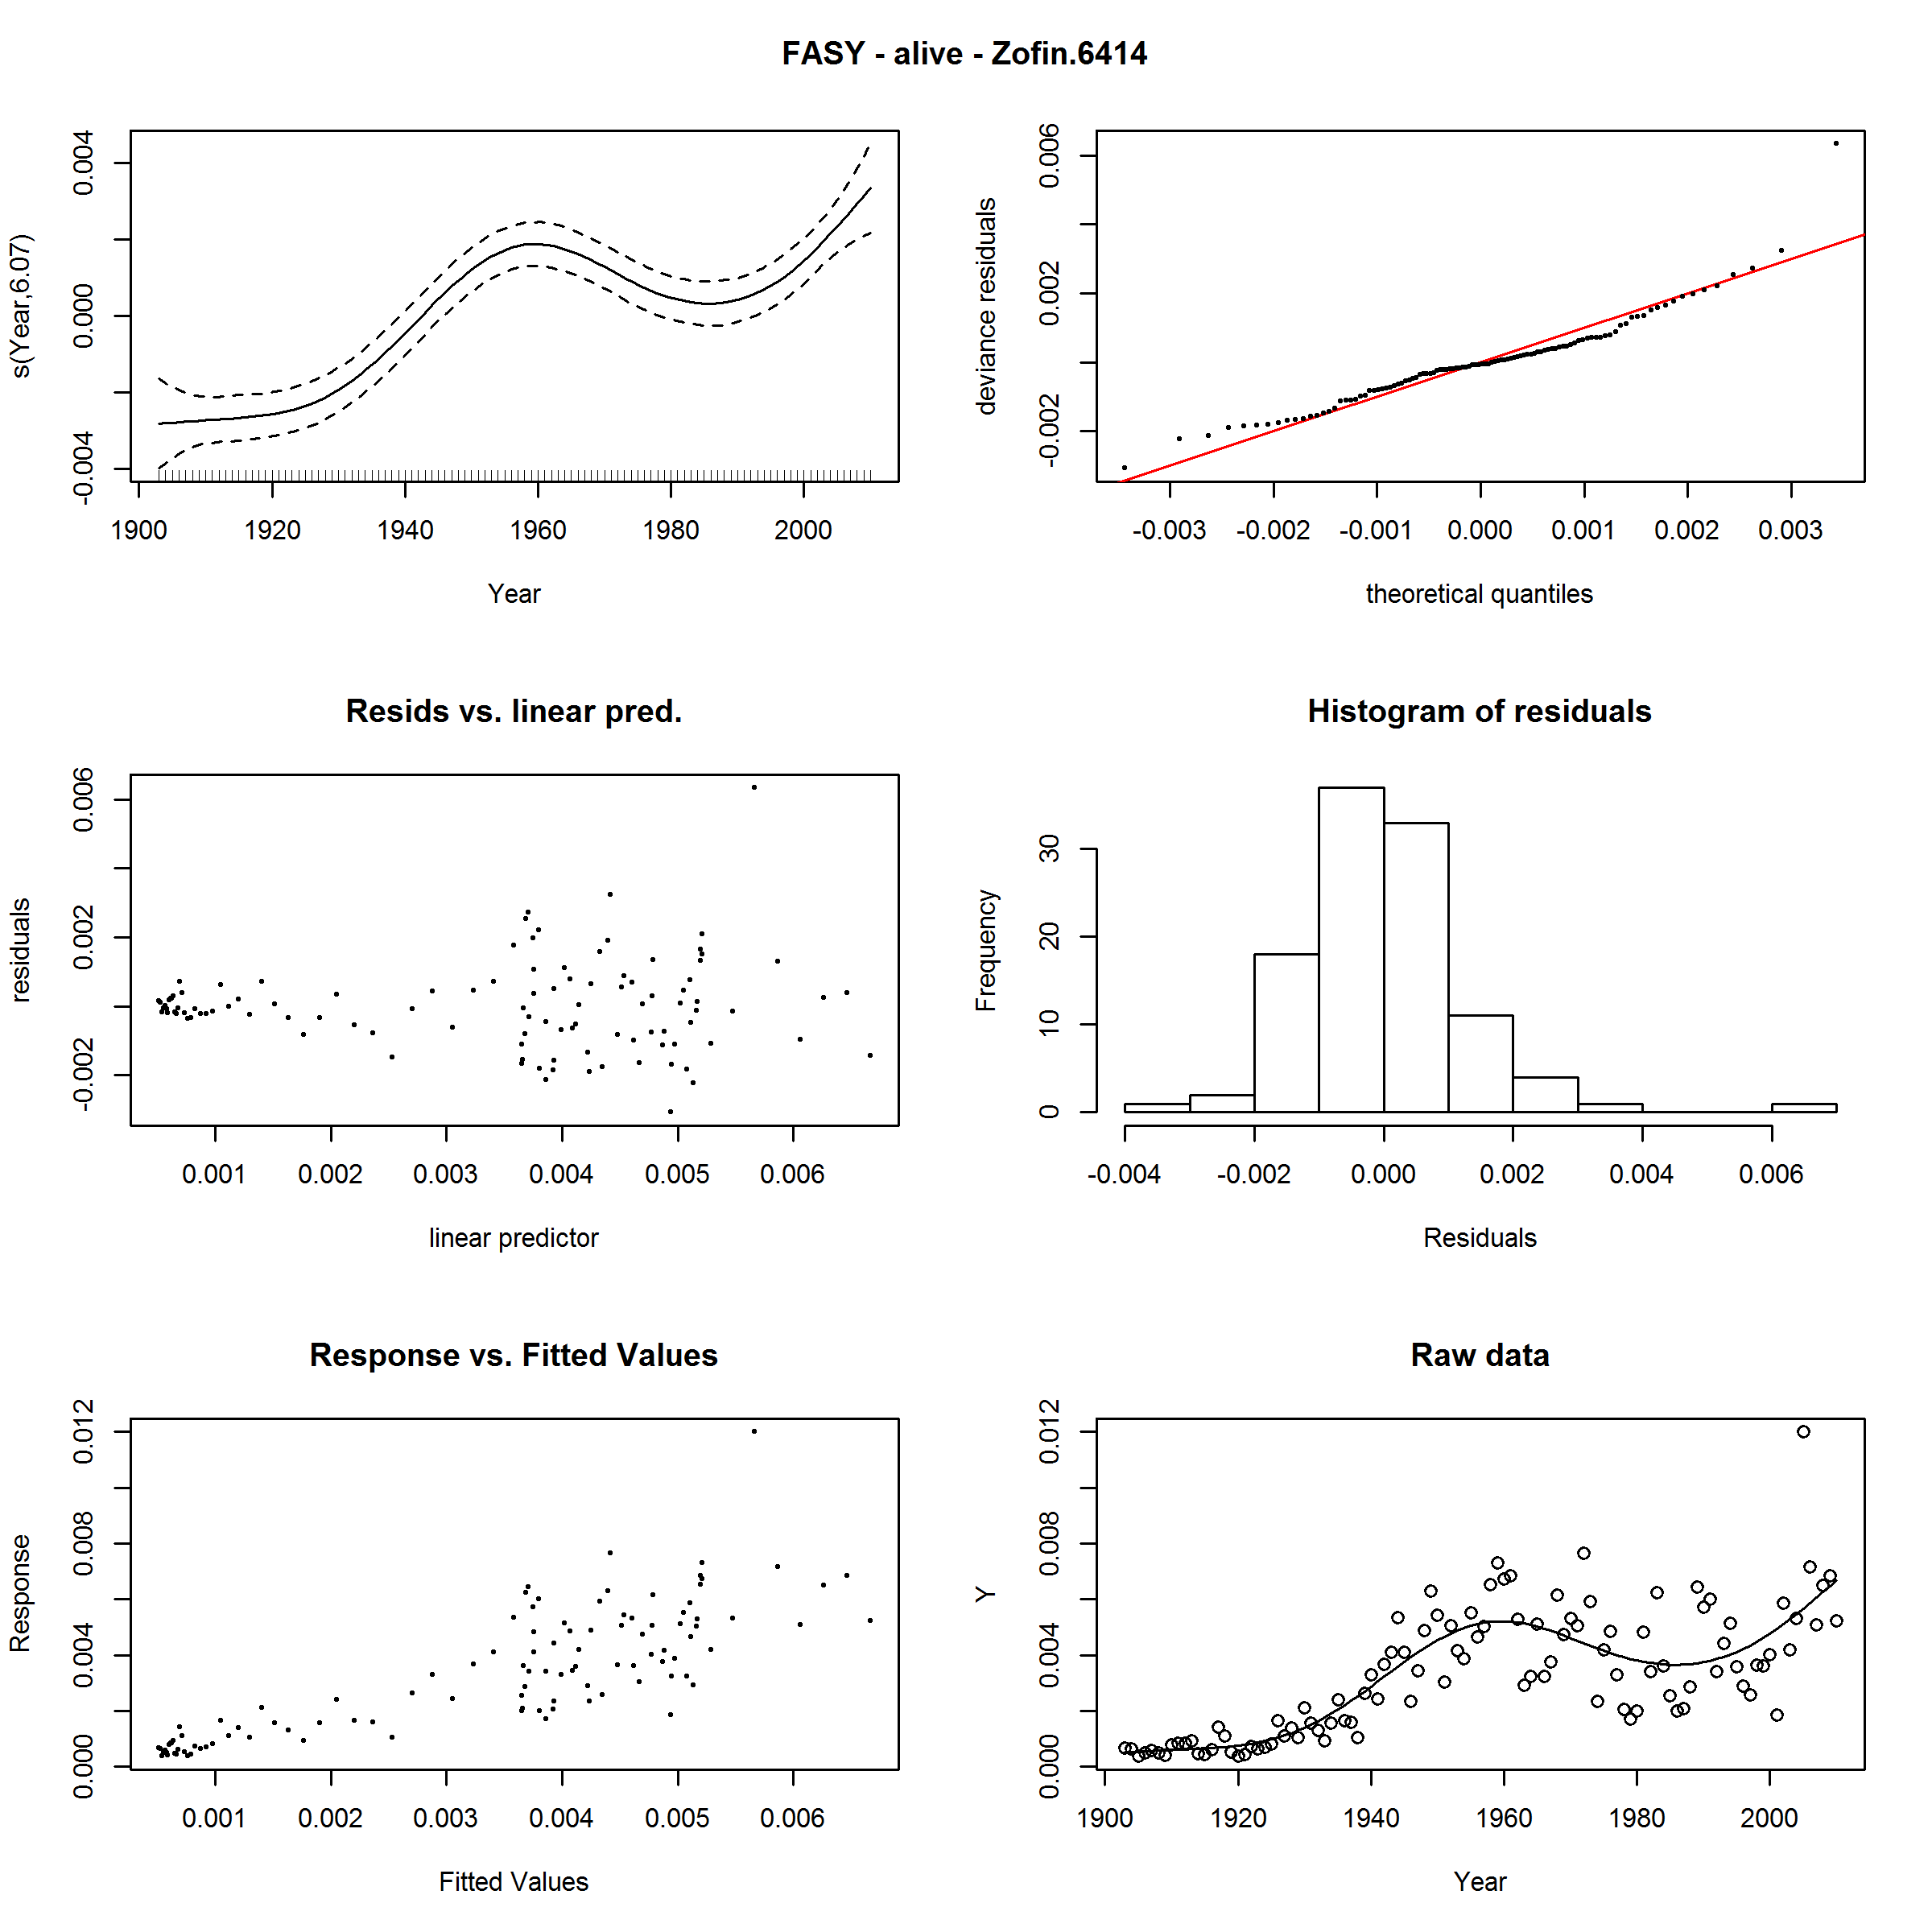 FASY - alive - Zofin.6414
s(Year,6.07)
-0.004 0.000 0.004
1900 1920 1940 1960 1980 2000
Year
deviance residuals
-0.002 0.002 0.006
-0.003 -0.002 -0.001 0.000 0.001 0.002 0.003
theoretical quantiles
Resids vs. linear pred.
residuals
-0.002 0.002 0.006
0.001 0.002 0.003 0.004 0.005 0.006
linear predictor
Histogram of residuals
Frequency
0 10 20 30
-0.004 -0.002 0.000 0.002 0.004 0.006
Residuals
Response vs. Fitted Values
Response
0.000 0.004 0.008 0.012
0.001 0.002 0.003 0.004 0.005 0.006
Fitted Values
Raw data
Y
0.000 0.004 0.008 0.012
1900 1920 1940 1960 1980 2000
Year